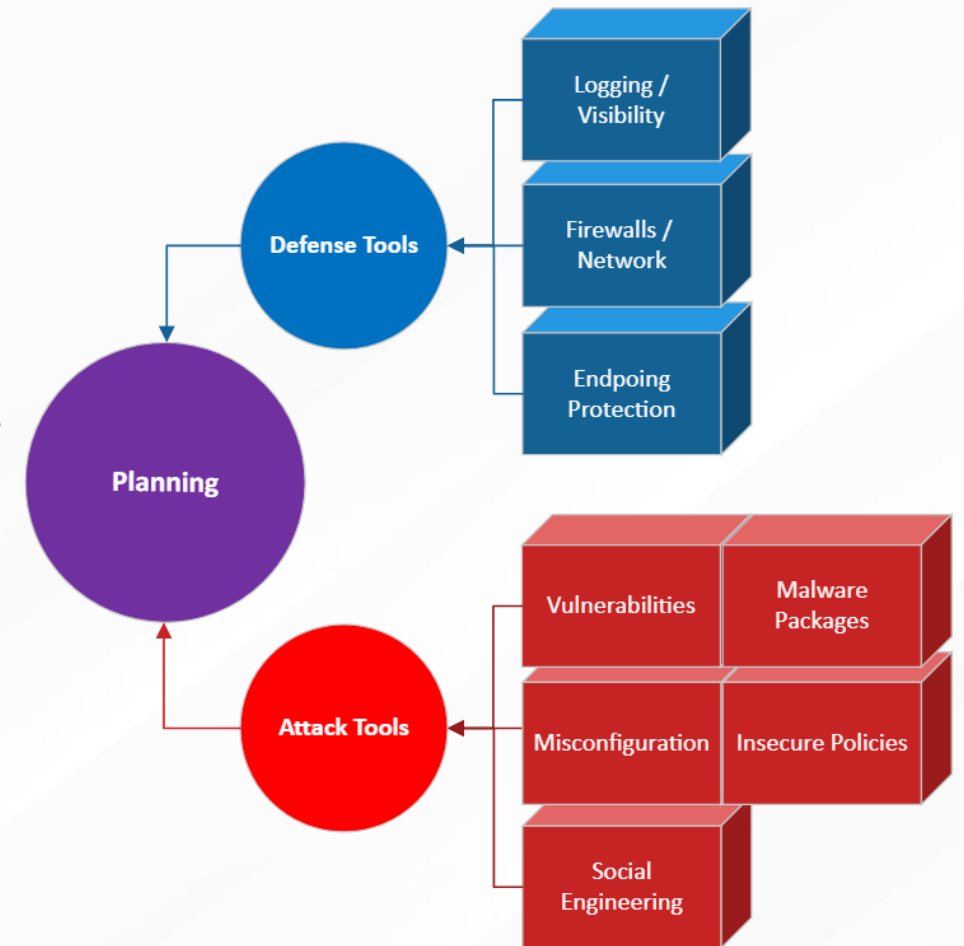 Logging /
Visibility
Defense Tools
Firewalls /
Network
Endpoing
Protection
Planning
Vulnerabilities
Malware
Packages
Attack Tools
Misconfiguration
Insecure Policies
Social
Engineering